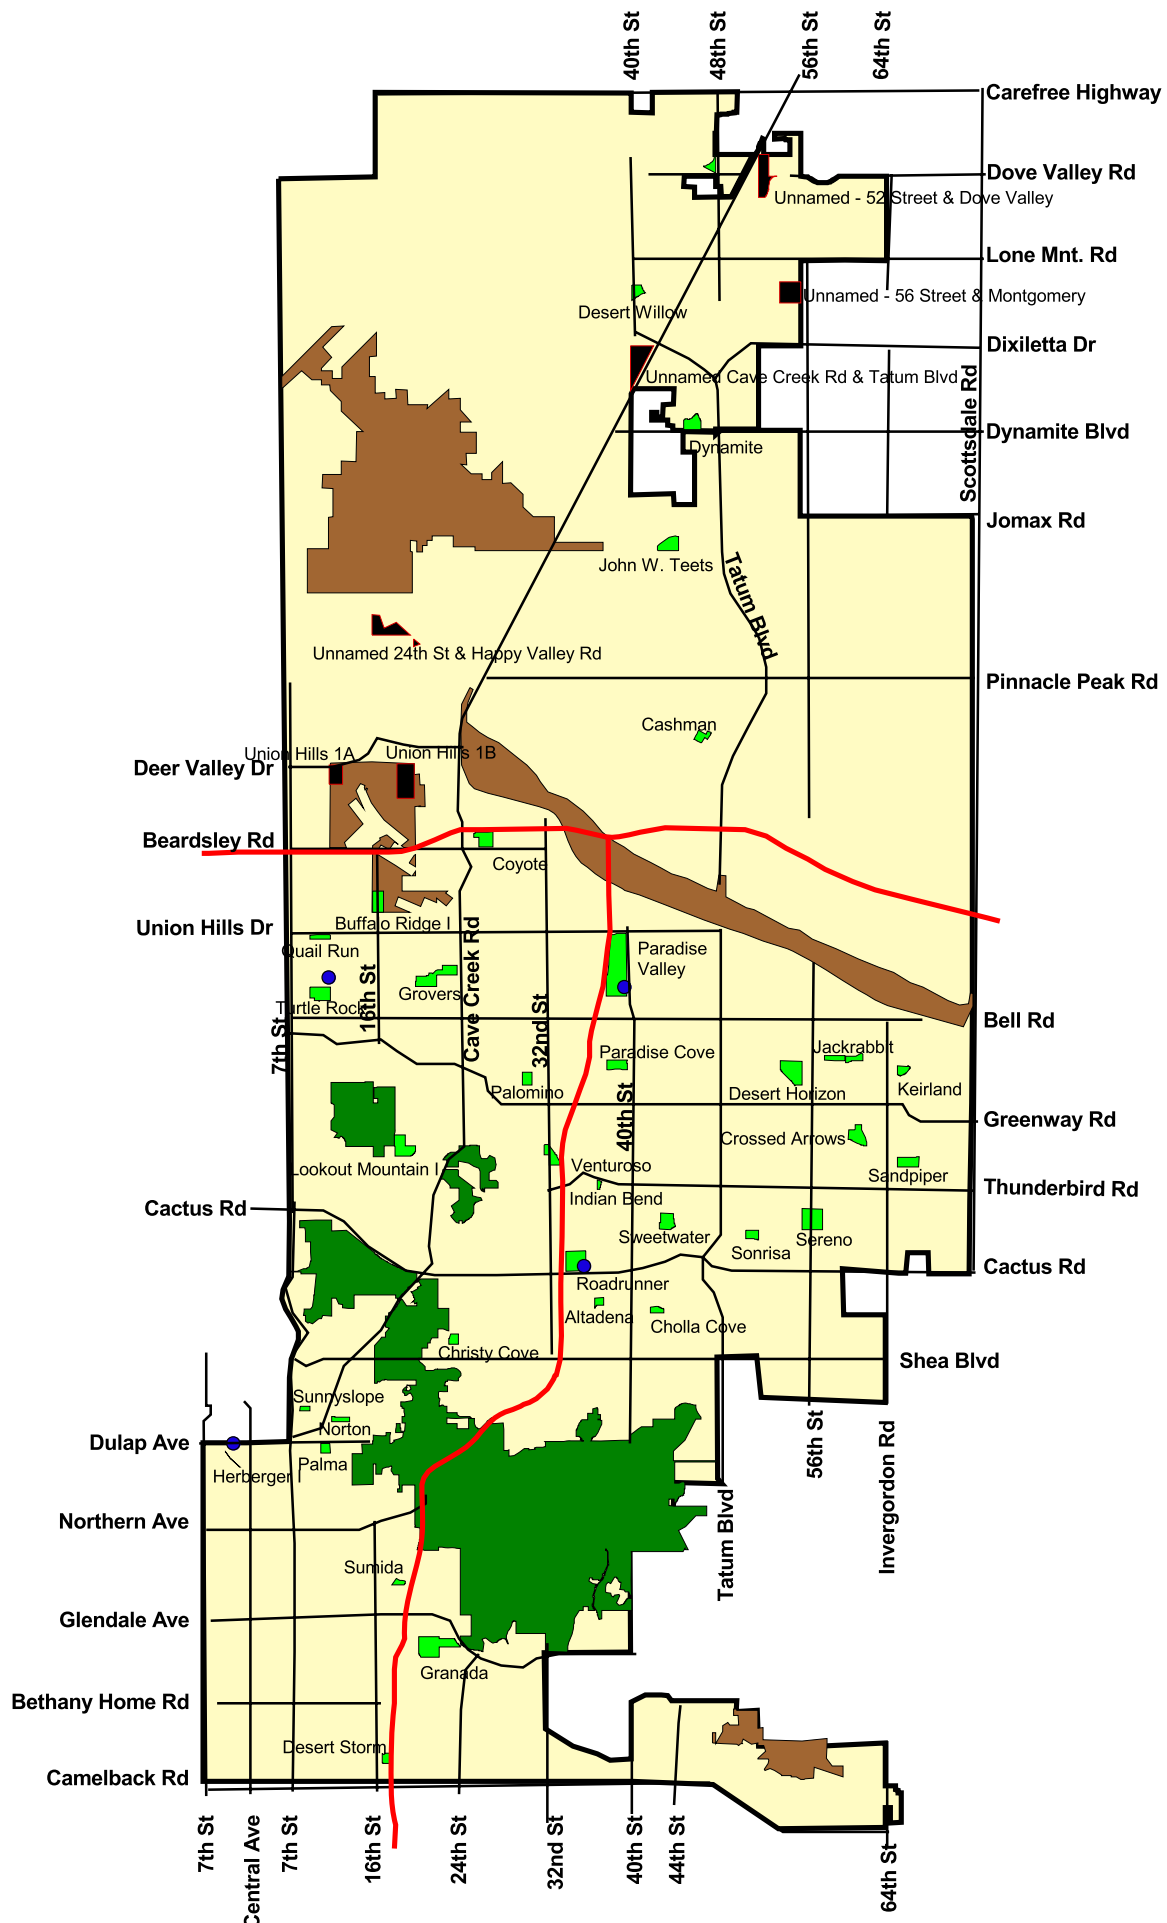 40th St
48th St
56th St
64th St
Carefree Highway
Dove Valley Rd
Unnamed - 52 Street & Dove Valley
Lone Mnt. Rd
Unnamed - 56 Street & Montgomery
Desert Willow
Dixiletta Dr
Unnamed Cave Creek Rd & Tatum Blvd
Scottsdale Rd
Dynamite Blvd
Dynamite
Jomax Rd
John W. Teets
Tatum Blvd
Unnamed 24th St & Happy Valley Rd
Pinnacle Peak Rd
Cashman
Union Hills 1A
Union Hills 1B
Deer Valley Dr
Beardsley Rd
Coyote
Buffalo Ridge I
Union Hills Dr
Quail Run
Paradise
Valley
Grovers
Turtle Rock
16th St
Cave Creek Rd
32nd St
7th St
Bell Rd
Jackrabbit
Paradise Cove
Palomino
Desert Horizon
Keirland
40th St
Greenway Rd
Crossed Arrows
Lookout Mountain I
Venturoso
Sandpiper
Thunderbird Rd
Indian Bend
Cactus Rd
Sweetwater
Sonrisa
Sereno
Cactus Rd
Roadrunner
Altadena
Cholla Cove
Christy Cove
Shea Blvd
Sunnyslope
Norton
Dulap Ave
Palma
Herberger I
56th St
Invergordon Rd
Tatum Blvd
Northern Ave
Sumida
Glendale Ave
Granada
Bethany Home Rd
Desert Storm
Camelback Rd
7th St
Central Ave
7th St
16th St
24th St
32nd St
40th St
44th St
64th St